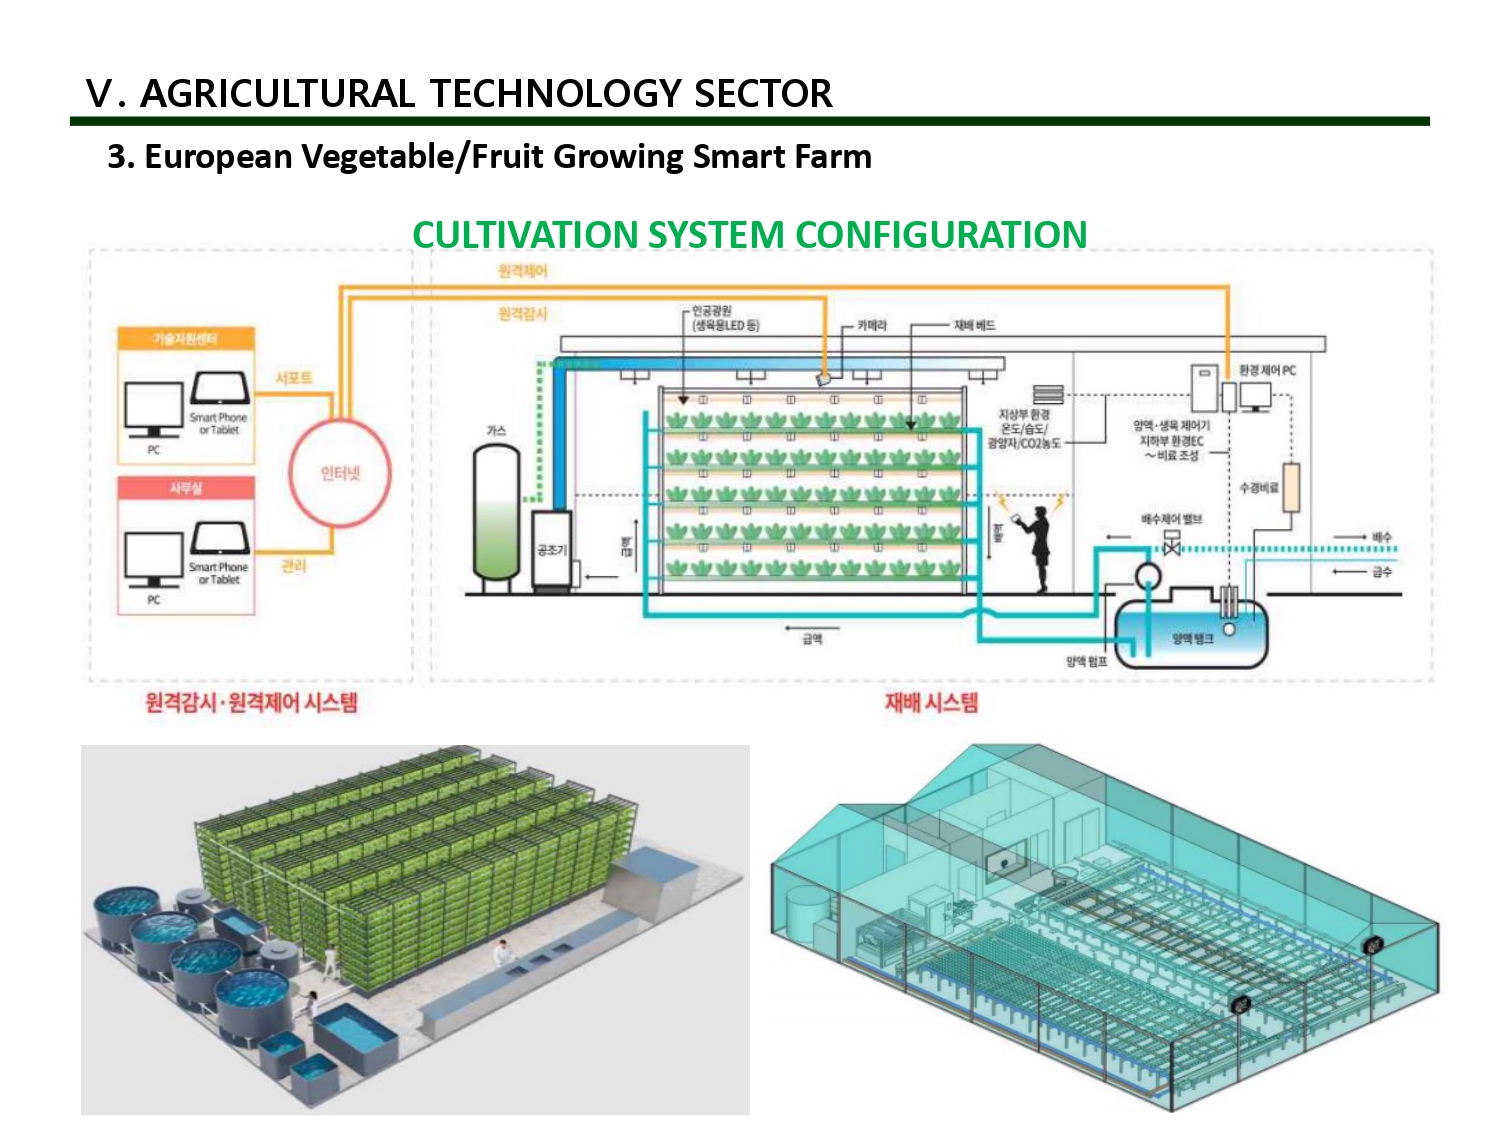 Ⅴ. AGRICULTURAL TECHNOLOGY SECTOR
3. European Vegetable/Fruit Growing Smart Farm
CULTIVATION SYSTEM CONFIGURATION
원격제어
원격감시
기술지원센터
Smart Phone
or Tablet
PC
서포트
인터넷
사무실
Smart Phone
or Tablet
PC
관리
원격감시·원격제어 시스템
인공광원
(생육용LED 등)
카메라
재배 베드
환경 제어 PC
가스
공조기
급액
지상부 환경
온도/습도/
광양자/CO2농도
양액·생육 제어기
지하부 환경EC
～비료 조성
수경비료
배액
배수제어 밸브
배수
급수
급액
양액 펌프
양액 탱크
재배 시스템